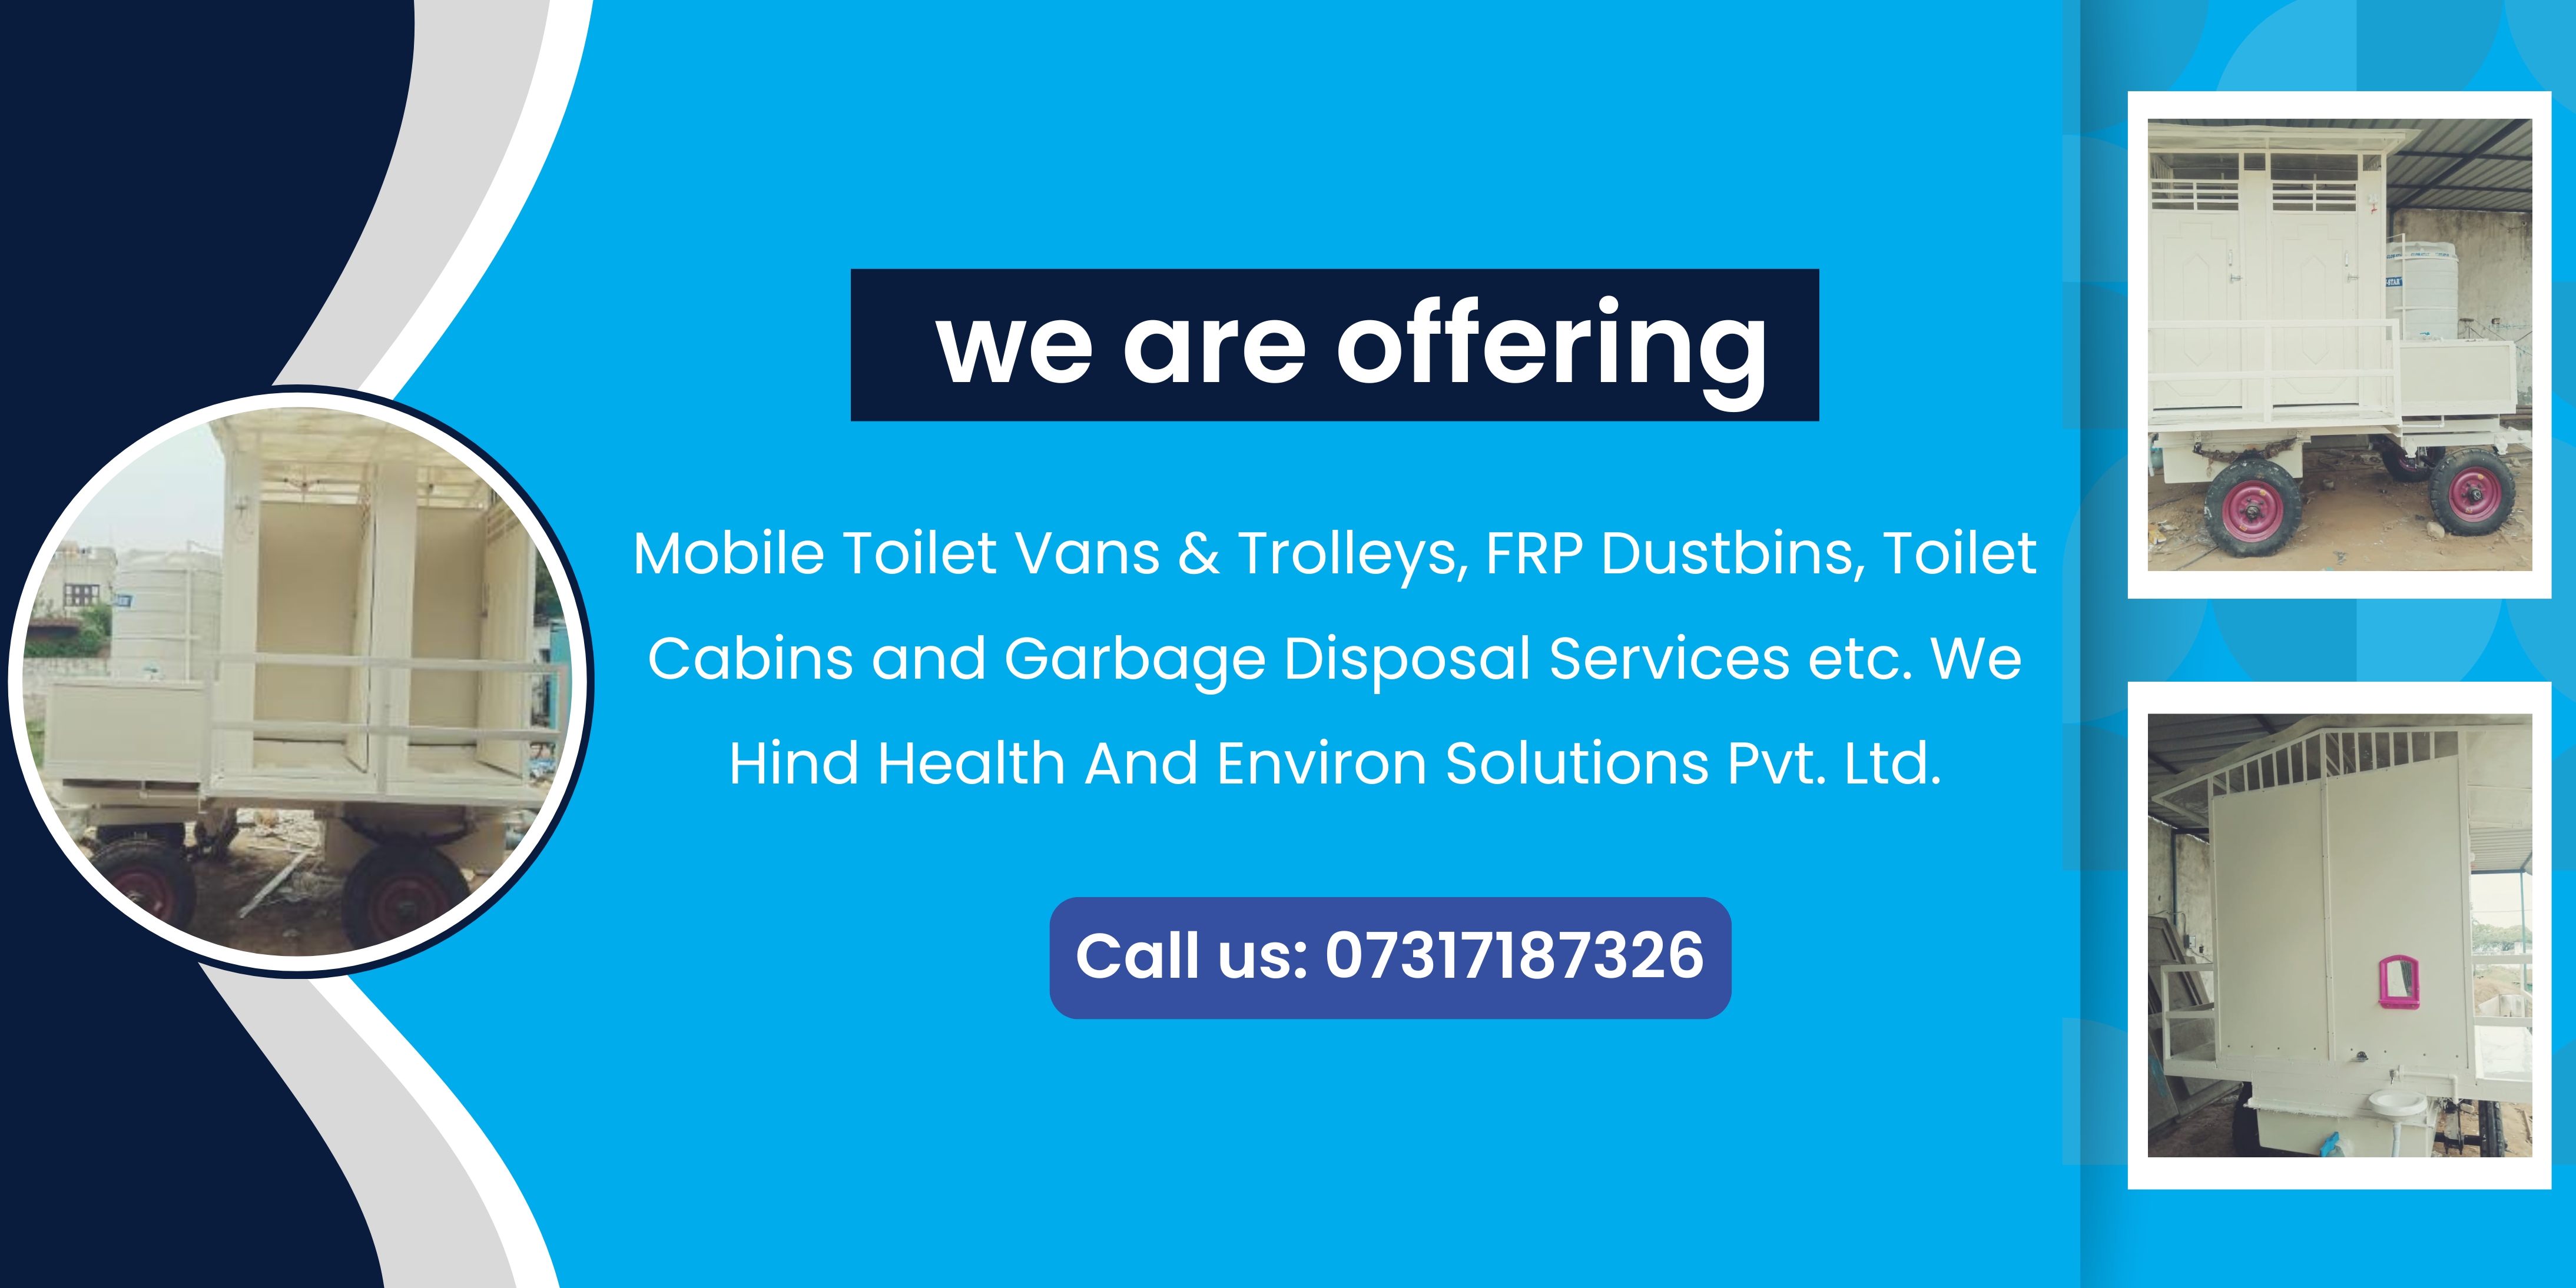 we are offering
Mobile Toilet Vans & Trolleys, FRP Dustbins, Toilet
Cabins and Garbage Disposal Services etc. We
Hind Health And Environ Solutions Pvt. Ltd.
Call us: 07317187326